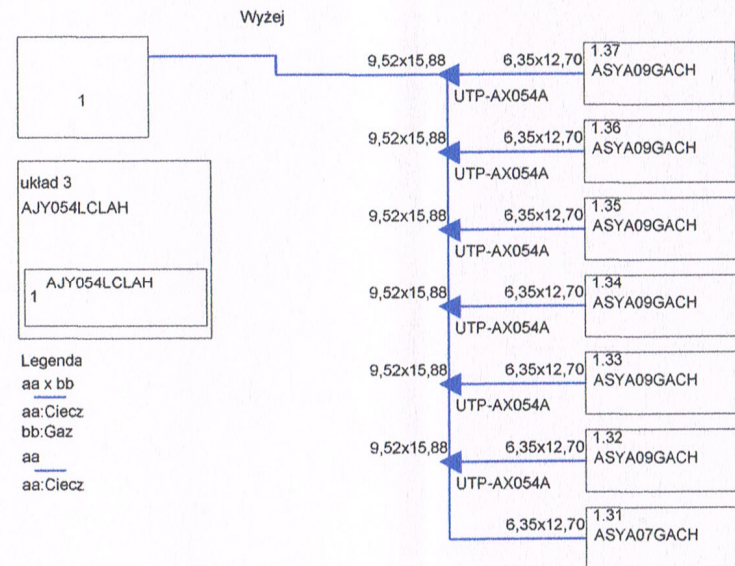 Wyżej
1
9,52x15,88
6,35x12,70
1.37
ASYA09GACH
UTP-AX054A
9,52x15,88
6,35x12,70
1.36
ASYA09GACH
UTP-AX054A
9,52x15,88
6,35x12,70
1.35
ASYA09GACH
UTP-AX054A
9,52x15,88
6,35x12,70
1.34
ASYA09GACH
UTP-AX054A
9,52x15,88
6,35x12,70
1.33
ASYA09GACH
UTP-AX054A
9,52x15,88
6,35x12,70
1.32
ASYA09GACH
UTP-AX054A
6,35x12,70
1.31
ASYA07GACH
układ 3
AJY054LCLAH
AJY054LCLAH
1
Legenda
aa x bb
aa:Ciecz
bb:Gaz
aa
aa:Ciecz